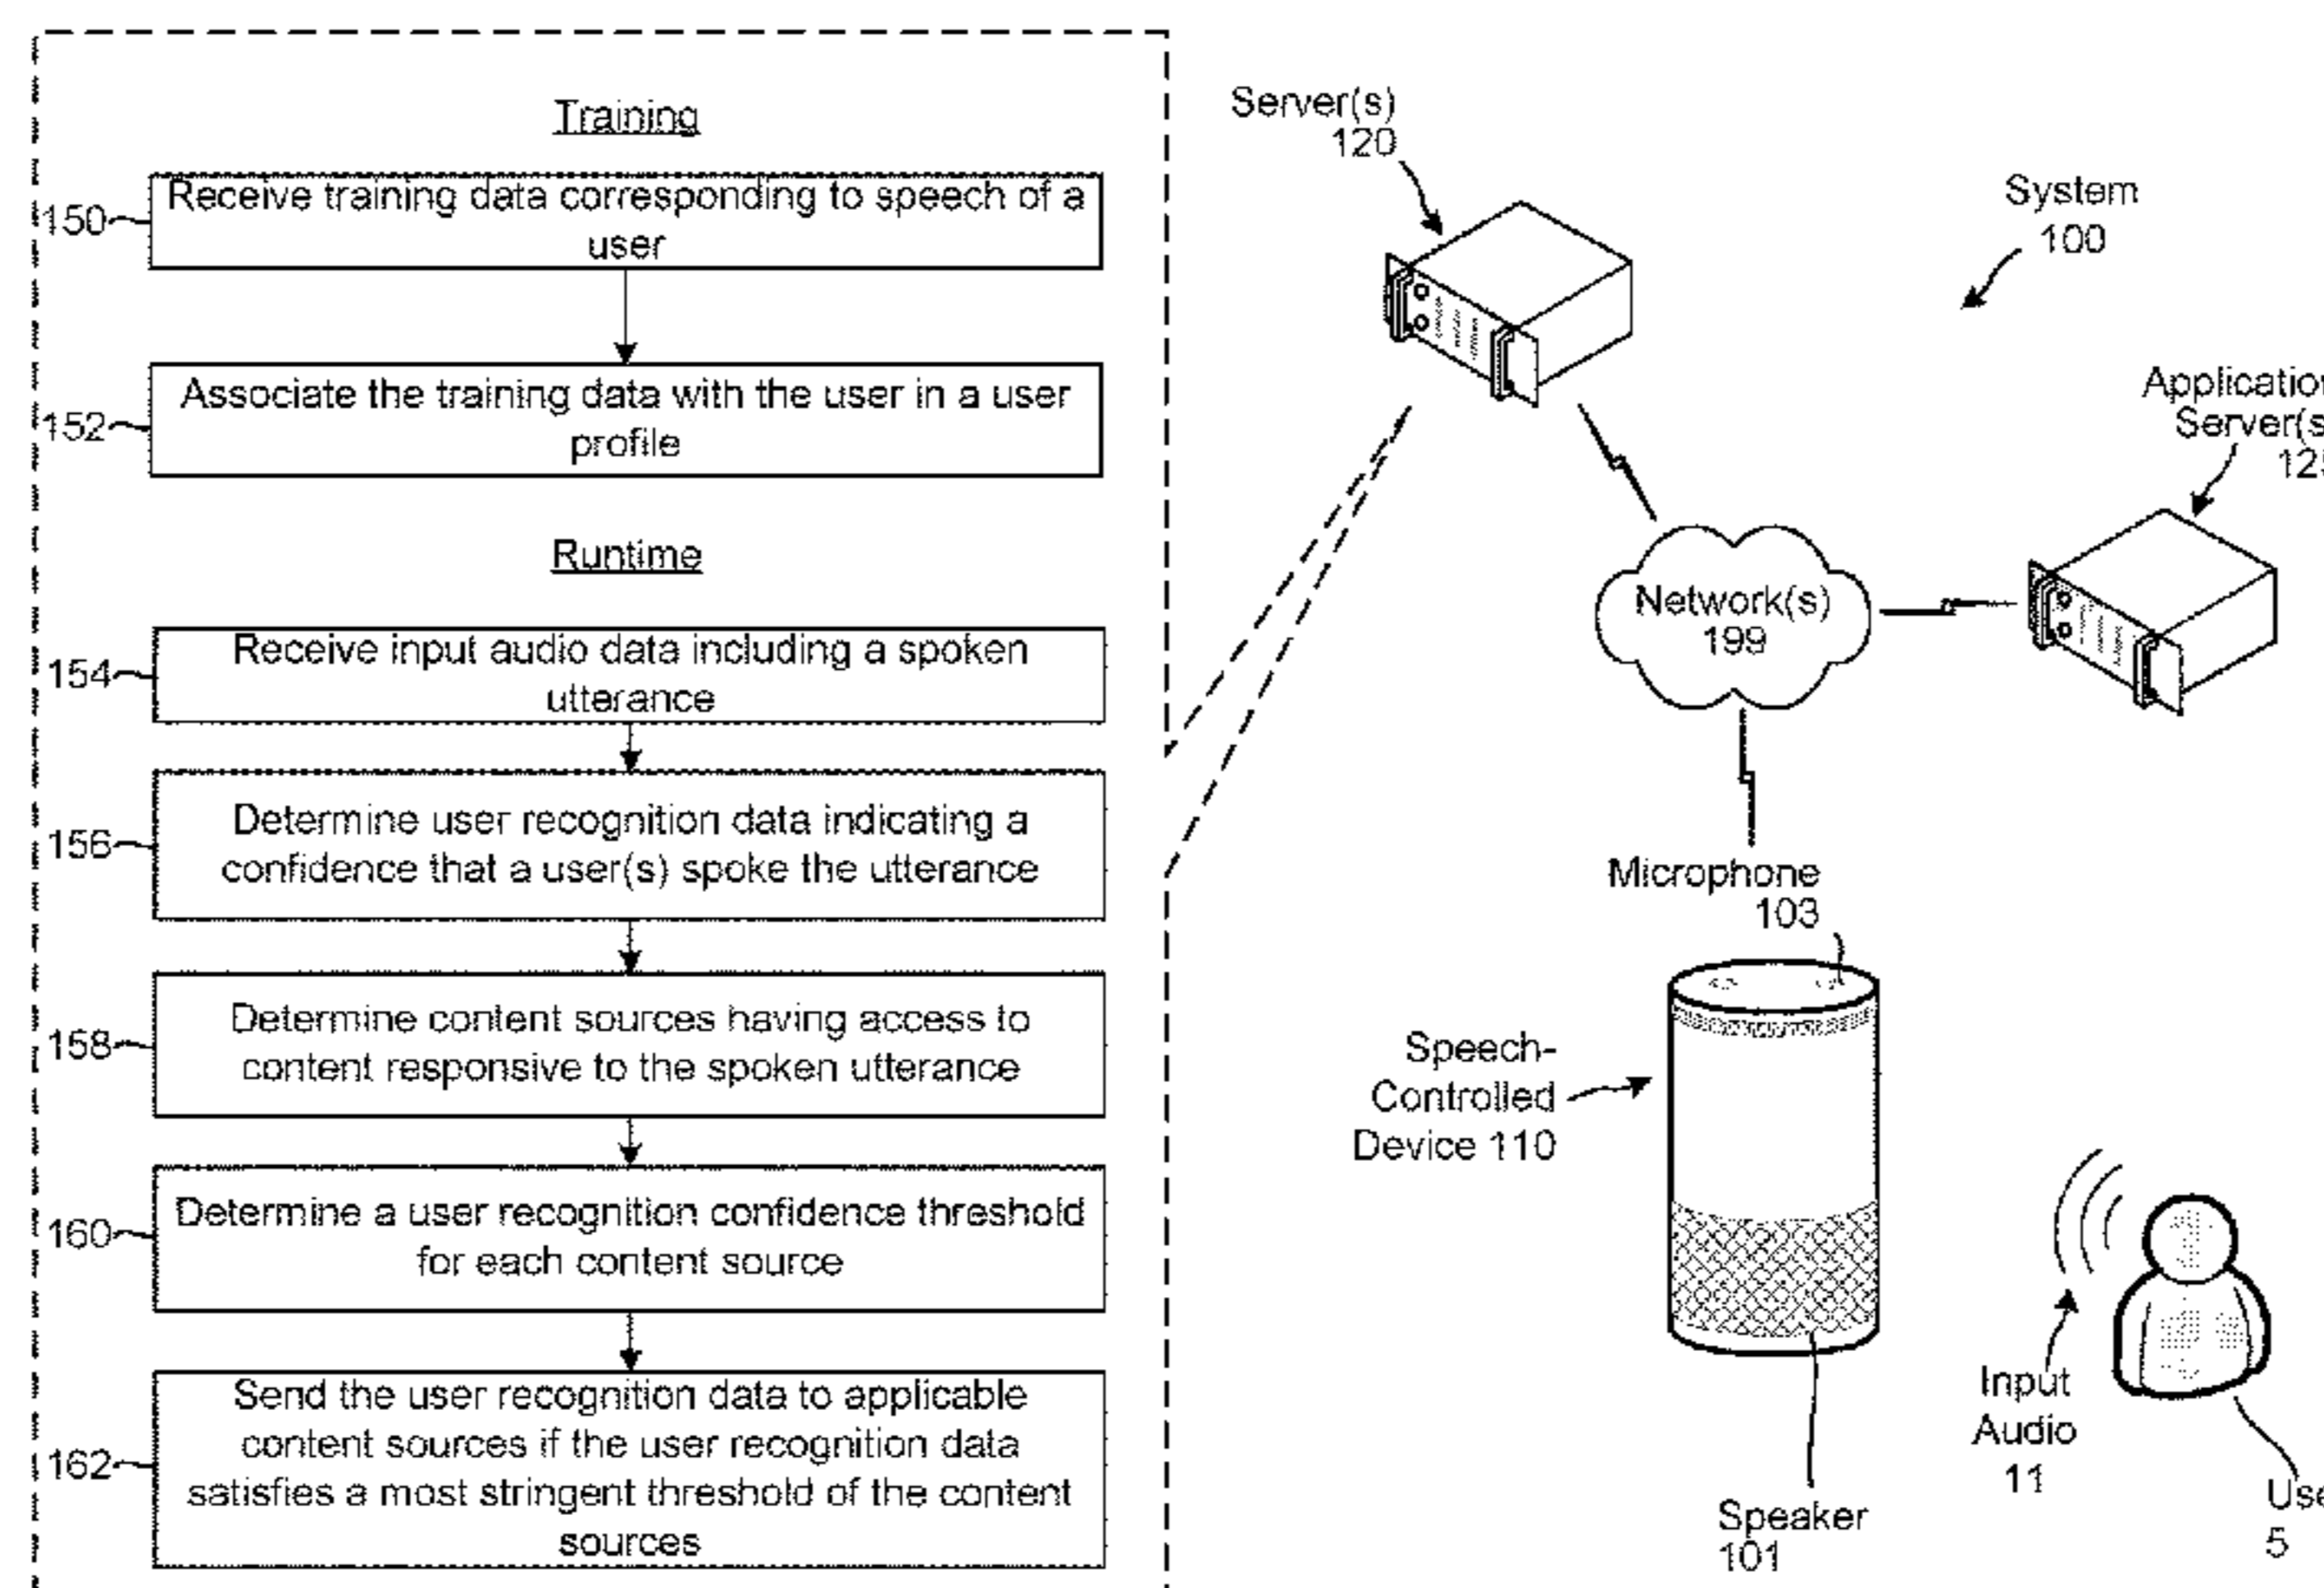 Training
150
Receive training data corresponding to speech of a
user
152
Associate the training data with the user in a user
profile
Runtime
154
Receive input audio data including a spoken
utterance
156
Determine user recognition data indicating a
confidence that a user(s) spoke the utterance
158
Determine content sources having access to
content responsive to the spoken utterance
160
Determine a user recognition confidence threshold
for each content source
162
Send the user recognition data to applicable
content sources if the user recognition data
satisfies a most stringent threshold of the content
sources
Server(s)
120
System
100
Application
Server(s
12
Network(s)
199
Microphone
103
Speech-
Controlled
Device 110
Speaker
101
Input
Audio
11
Use
5